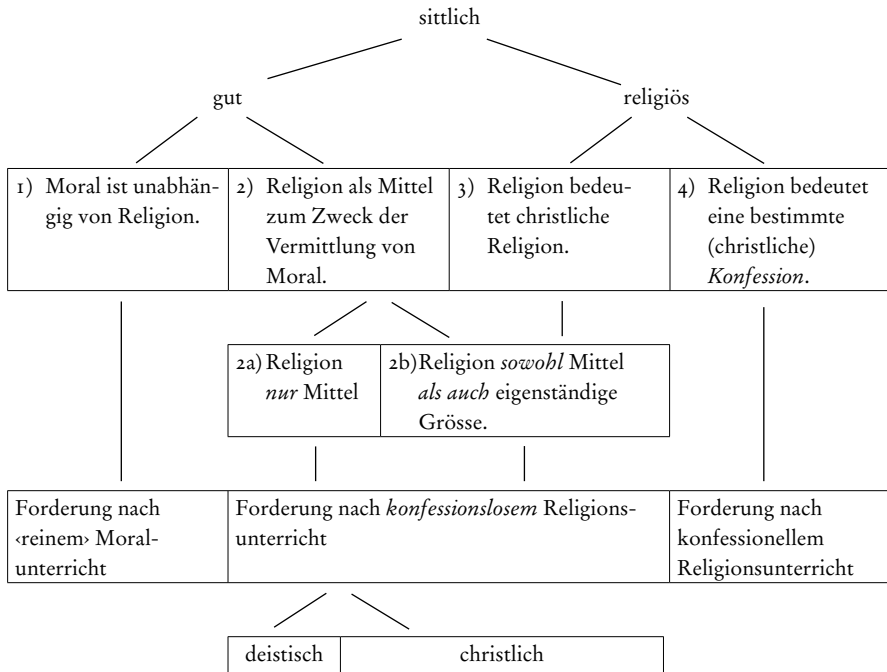 sittlich
gut
religiös
1) Moral ist unabhän-
gig von Religion.
2) Religion als Mittel
zum Zweck der
Vermittlung von
Moral.
3) Religion bedeu-
tet christliche
Religion.
4) Religion bedeutet
eine bestimmte
(christliche)
Konfession.
2a) Religion
nur Mittel
2b) Religion sowohl Mittel
als auch eigenständige
Grösse.
Forderung nach
‹reinem› Moral-
unterricht
Forderung nach konfessionslosem Religions-
unterricht
Forderung nach
konfessionellem
Religionsunterricht
deistisch
christlich